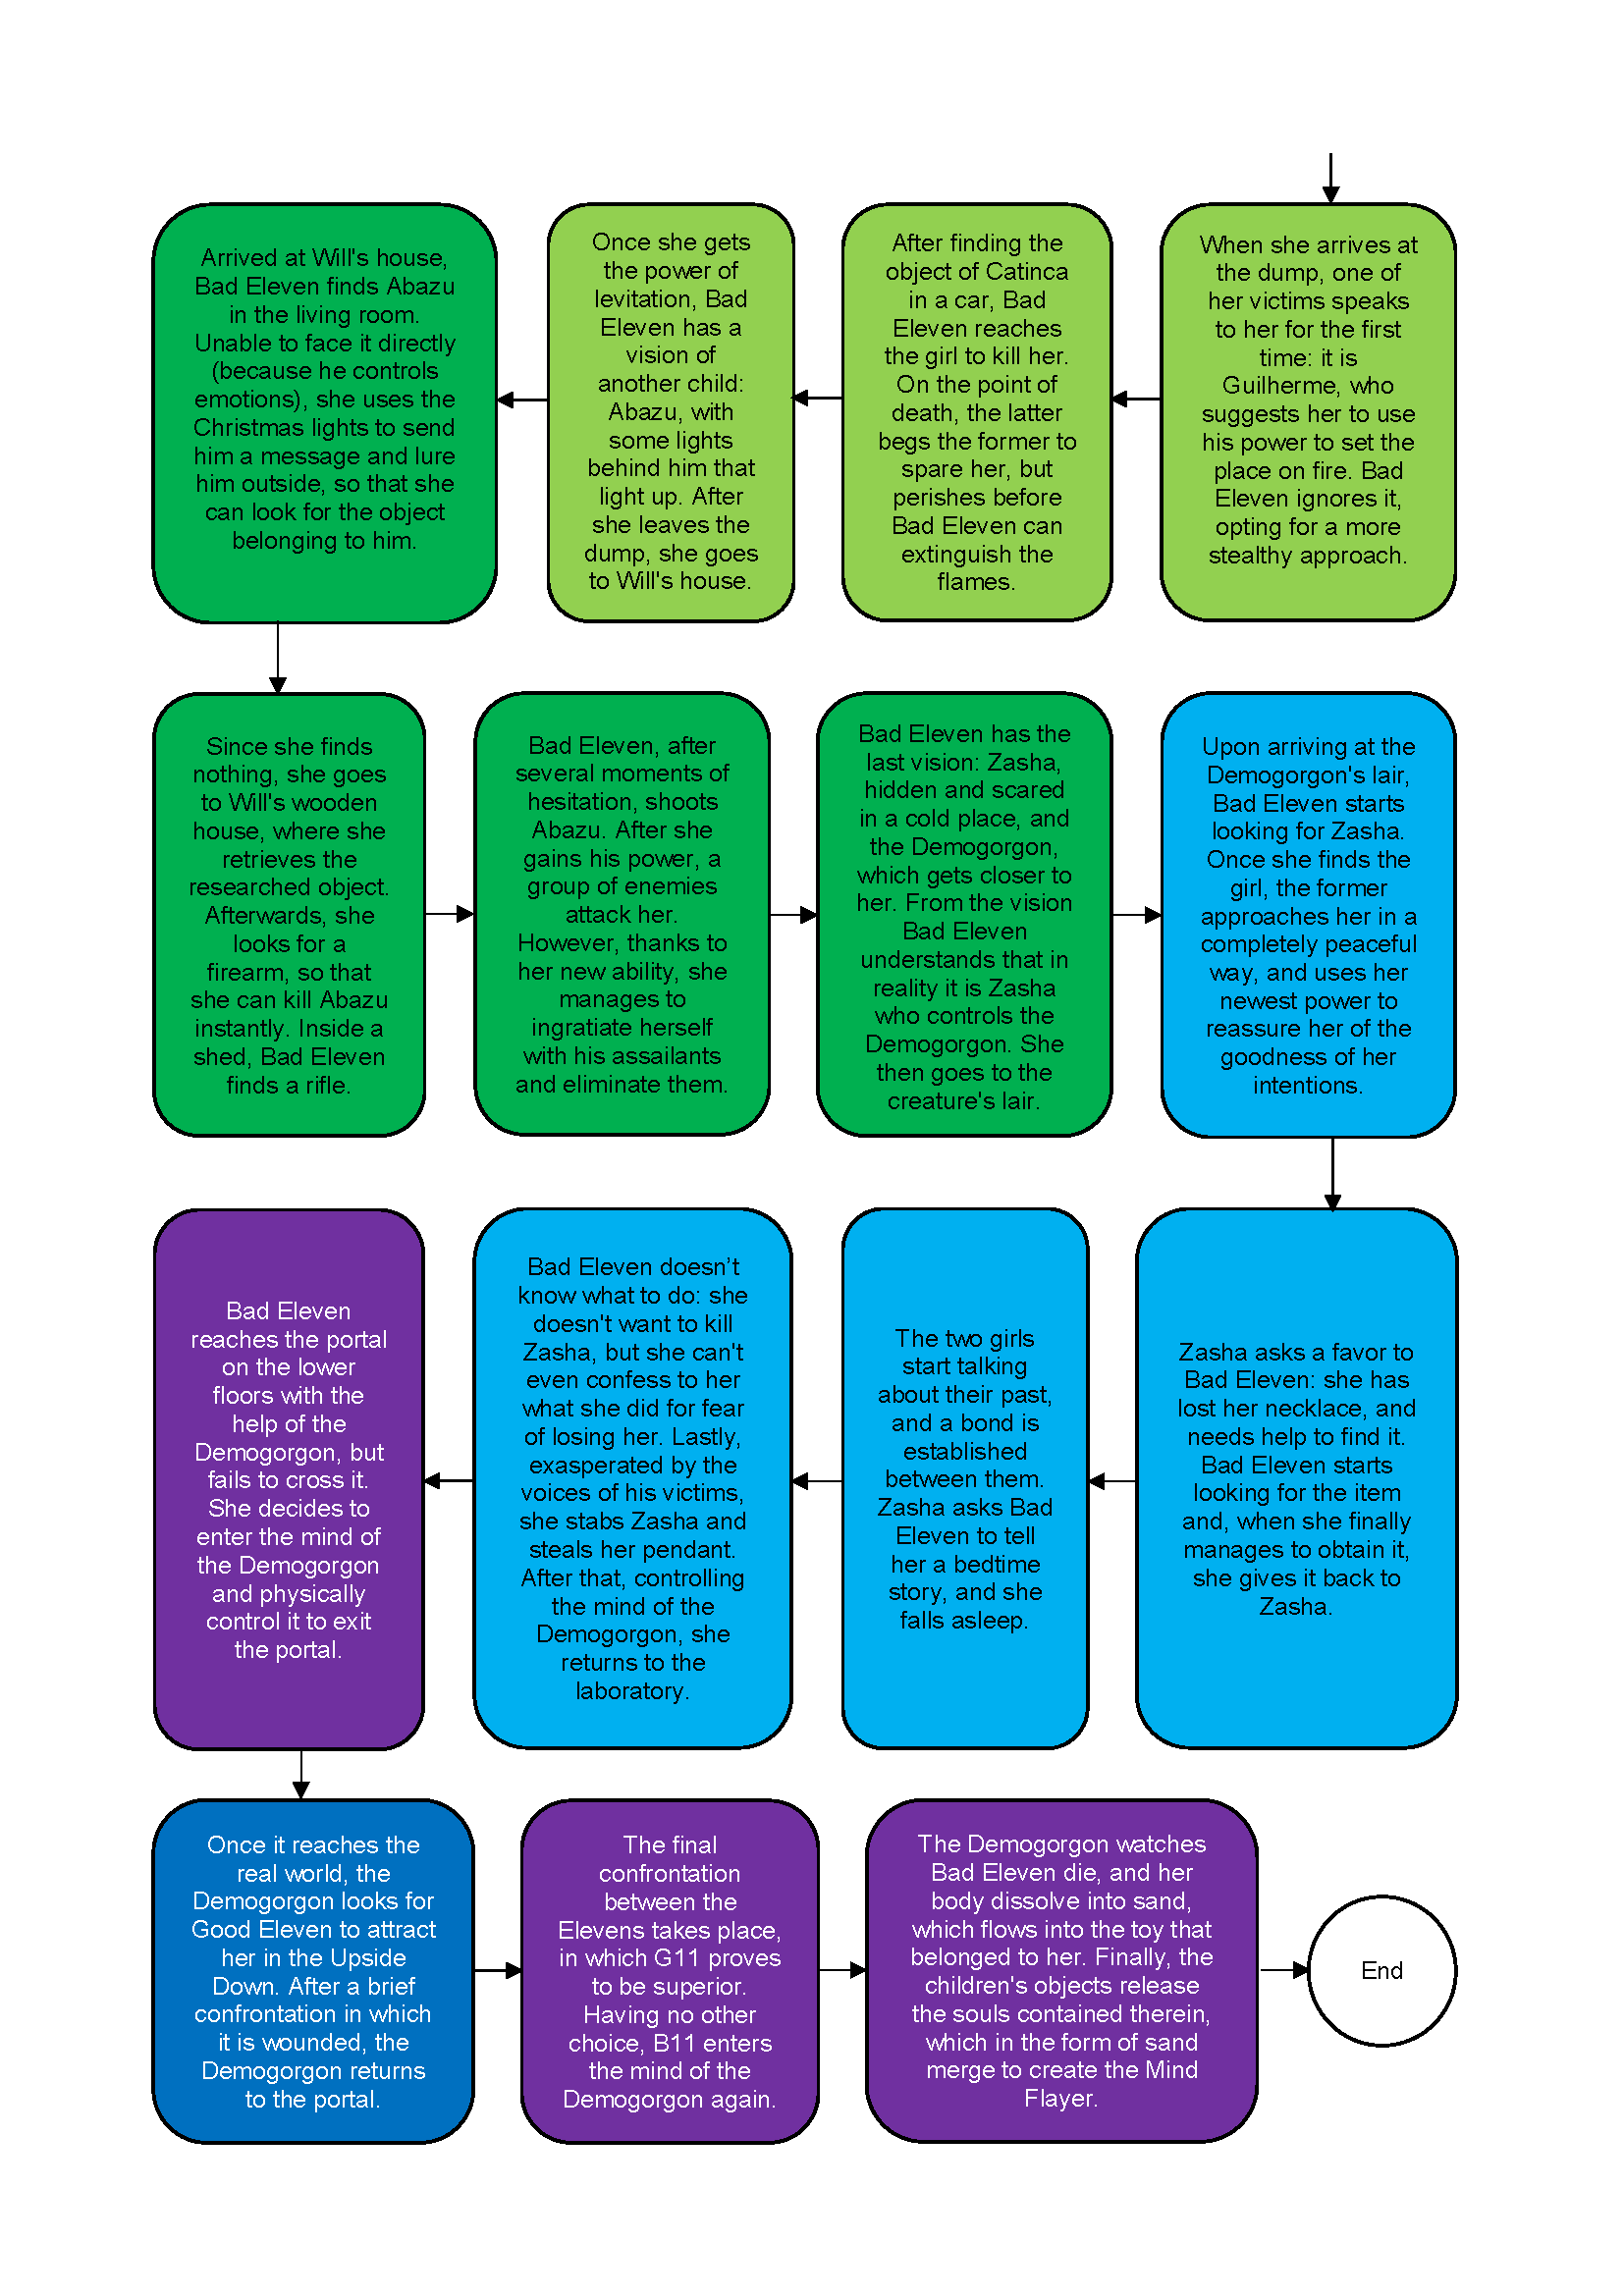 When she arrives at
the dump, one of
her victims speaks
to her for the first
time: it is
Guilherme, who
suggests her to use
his power to set the
place on fire. Bad
Eleven ignores it,
opting for a more
stealthy approach.
After finding the
object of Catinca
in a car, Bad
Eleven reaches
the girl to kill her.
On the point of
death, the latter
begs the former to
spare her, but
perishes before
Bad Eleven can
extinguish the
flames.
Once she gets
the power of
levitation, Bad
Eleven has a
vision of
another child:
Abazu, with
some lights
behind him that
light up. After
she leaves the
dump, she goes
to Will's house.
Arrived at Will's house,
Bad Eleven finds Abazu
in the living room.
Unable to face it directly
(because he controls
emotions), she uses the
Christmas lights to send
him a message and lure
him outside, so that she
can look for the object
belonging to him.
Since she finds
nothing, she goes
to Will's wooden
house, where she
retrieves the
researched object.
Afterwards, she
looks for a
firearm, so that
she can kill Abazu
instantly. Inside a
shed, Bad Eleven
finds a rifle.
Bad Eleven, after
several moments of
hesitation, shoots
Abazu. After she
gains his power, a
group of enemies
attack her.
However, thanks to
her new ability, she
manages to
ingratiate herself
with his assailants
and eliminate them.
Bad Eleven has the
last vision: Zasha,
hidden and scared
in a cold place, and
the Demogorgon,
which gets closer to
her. From the vision
Bad Eleven
understands that in
reality it is Zasha
who controls the
Demogorgon. She
then goes to the
creature's lair.
Upon arriving at the
Demogorgon's lair,
Bad Eleven starts
looking for Zasha.
Once she finds the
girl, the former
approaches her in a
completely peaceful
way, and uses her
newest power to
reassure her of the
goodness of her
intentions.
Zasha asks a favor to
Bad Eleven: she has
lost her necklace, and
needs help to find it.
Bad Eleven starts
looking for the item
and, when she finally
manages to obtain it,
she gives it back to
Zasha.
The two girls
start talking
about their past,
and a bond is
established
between them.
Zasha asks Bad
Eleven to tell
her a bedtime
story, and she
falls asleep.
Bad Eleven doesn’t
know what to do: she
doesn't want to kill
Zasha, but she can't
even confess to her
what she did for fear
of losing her. Lastly,
exasperated by the
voices of his victims,
she stabs Zasha and
steals her pendant.
After that, controlling
the mind of the
Demogorgon, she
returns to the
laboratory.
Bad Eleven
reaches the portal
on the lower
floors with the
help of the
Demogorgon, but
fails to cross it.
She decides to
enter the mind of
the Demogorgon
and physically
control it to exit
the portal.
Once it reaches the
real world, the
Demogorgon looks for
Good Eleven to attract
her in the Upside
Down. After a brief
confrontation in which
it is wounded, the
Demogorgon returns
to the portal.
The final
confrontation
between the
Elevens takes place,
in which G11 proves
to be superior.
Having no other
choice, B11 enters
the mind of the
Demogorgon again.
The Demogorgon watches
Bad Eleven die, and her
body dissolve into sand,
which flows into the toy that
belonged to her. Finally, the
children's objects release
the souls contained therein,
which in the form of sand
merge to create the Mind
Flayer.
End